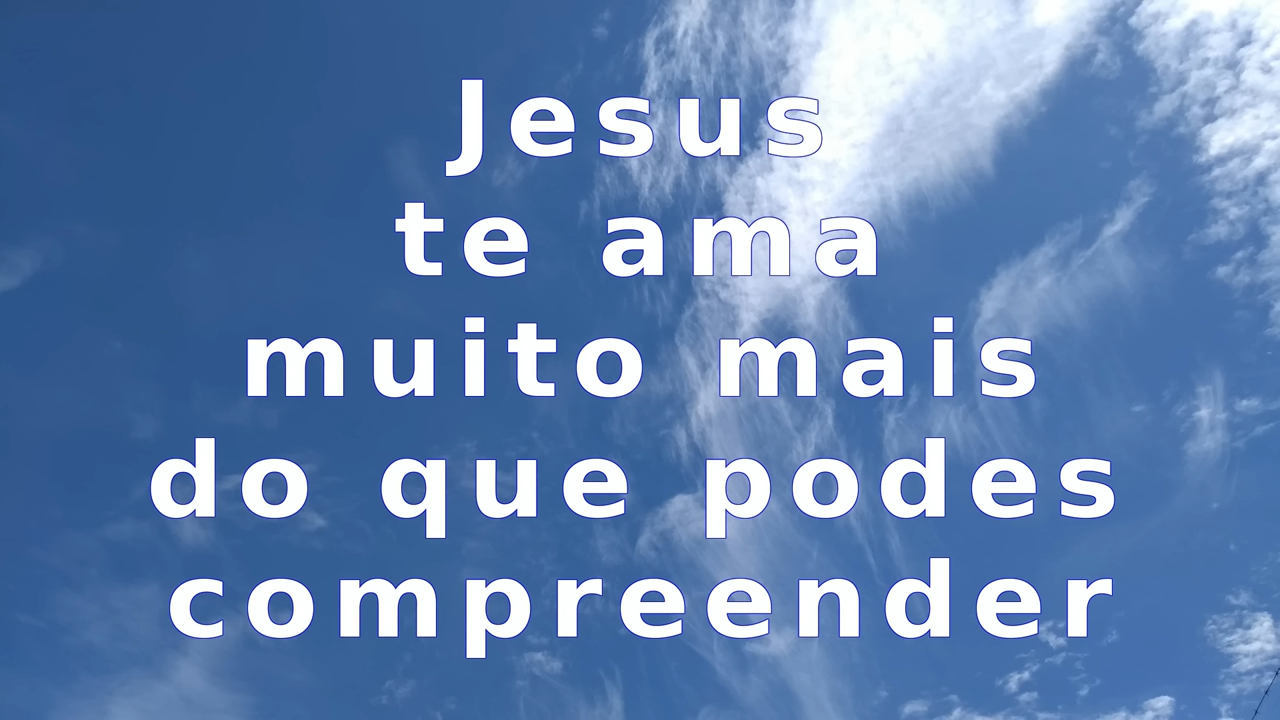 Jesus
te ama
muito mais
do que podes
compreender